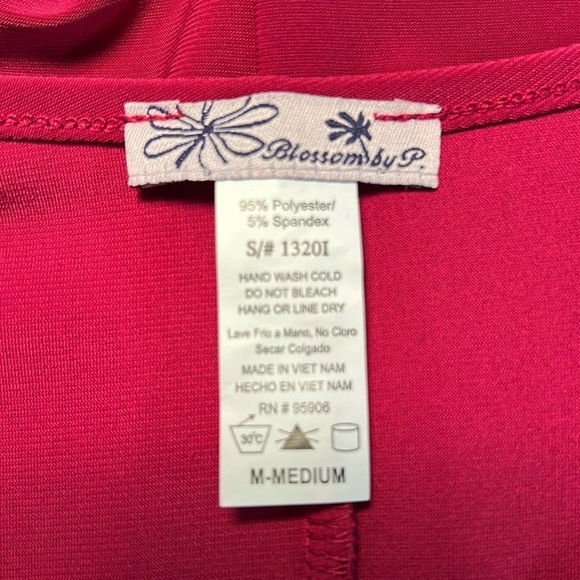 Blossom by P.
95% Polyester/
5% Spandex
S/# 1320I
HAND WASH COLD
DO NOT BLEACH
HANG OR LINE DRY
Lave Frio a Mano, No Cloro
Secar Colgado
MADE IN VIET NAM
HECHO EN VIET NAM
RN # 95906
30°C
M-MEDIUM